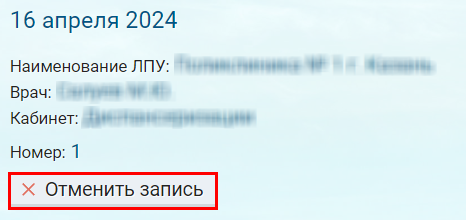 16 апреля 2024
Наименование ЛПУ:
Врач:
Кабинет:
Номер: 1
Отменить запись